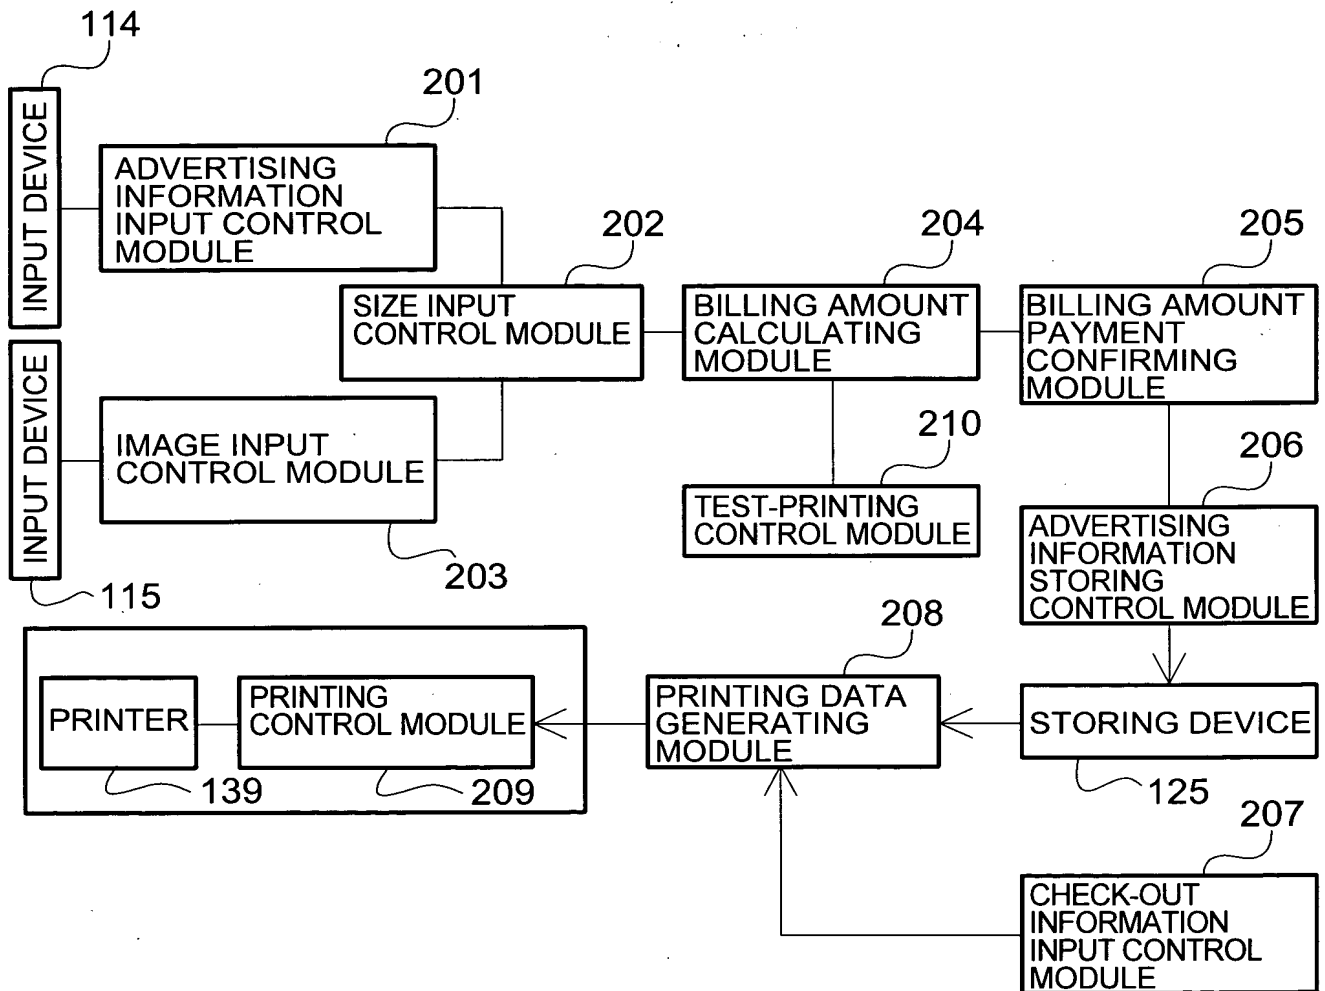 114
INPUT DEVICE
201
ADVERTISING
INFORMATION
INPUT CONTROL
MODULE
202
SIZE INPUT
CONTROL MODULE
204
BILLING AMOUNT
CALCULATING
MODULE
205
BILLING AMOUNT
PAYMENT
CONFIRMING
MODULE
INPUT DEVICE
115
IMAGE INPUT
CONTROL MODULE
203
210
TEST-PRINTING
CONTROL MODULE
206
ADVERTISING
INFORMATION
STORING
CONTROL MODULE
PRINTER
139
PRINTING
CONTROL MODULE
209
208
PRINTING DATA
GENERATING
MODULE
STORING DEVICE
125
207
CHECK-OUT
INFORMATION
INPUT CONTROL
MODULE